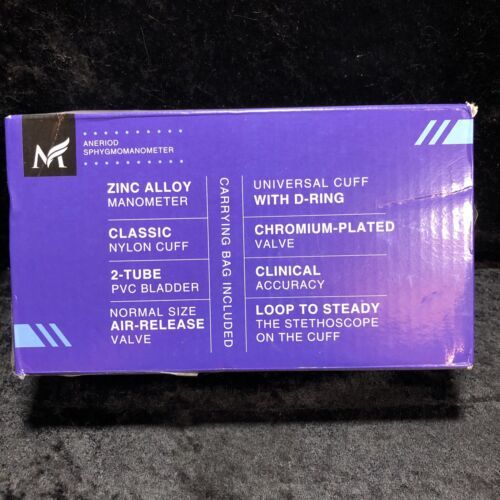 ANERIOD
SPHYGMOMANOMETER
ZINC ALLOY
MANOMETER
CLASSIC
NYLON CUFF
2-TUBE
PVC BLADDER
NORMAL SIZE
AIR-RELEASE
VALVE
CARRYING BAG INCLUDED
UNIVERSAL CUFF
WITH D-RING
CHROMIUM-PLATED
VALVE
CLINICAL
ACCURACY
LOOP TO STEADY
THE STETHOSCOPE
ON THE CUFF